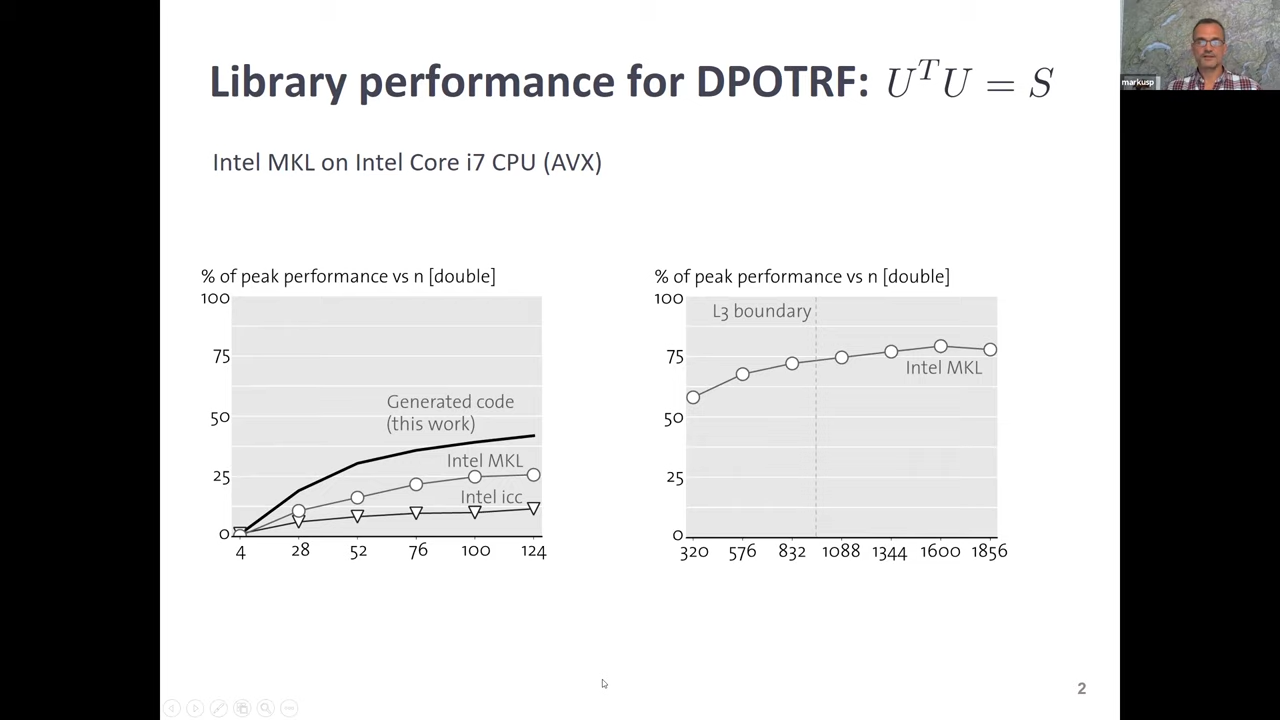 Library performance for DPOTRF: U^T U = S
markusp
Intel MKL on Intel Core i7 CPU (AVX)
% of peak performance vs n [double]
100
75
50
25
0
4 28 52 76 100 124
Generated code
(this work)
Intel MKL
Intel icc
% of peak performance vs n [double]
100
75
50
25
0
320 576 832 1088 1344 1600 1856
L3 boundary
Intel MKL
2